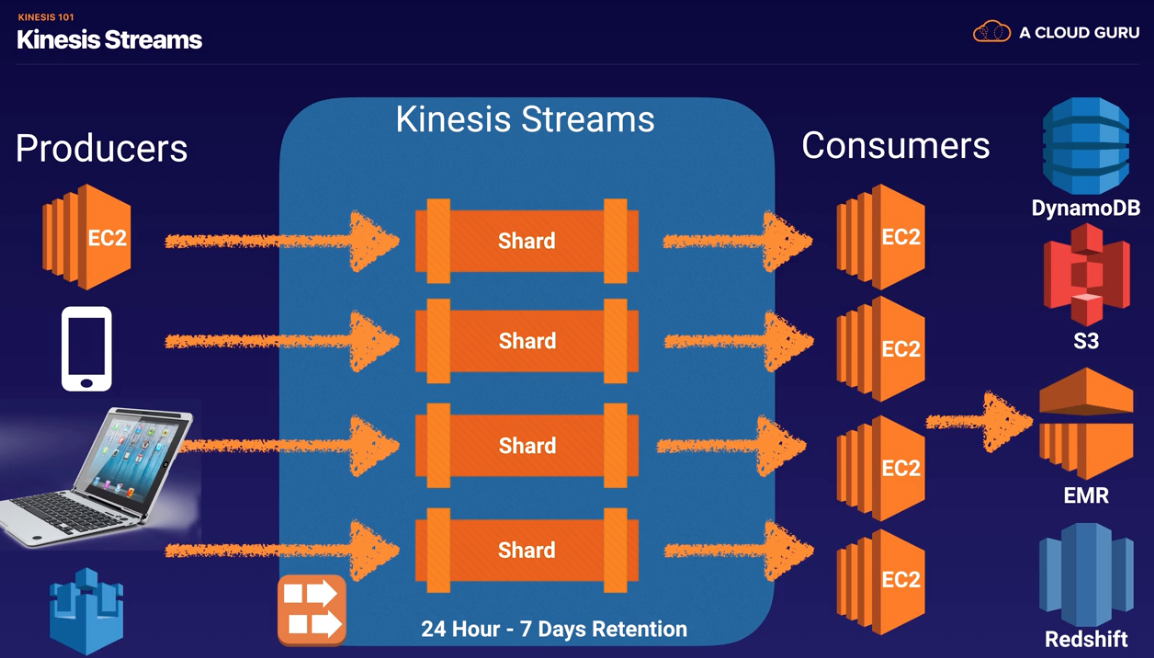 KINESIS 101
Kinesis Streams
A CLOUD GURU
Producers
Kinesis Streams
Consumers
EC2
Shard
EC2
DynamoDB
Shard
EC2
S3
Shard
EC2
EMR
Shard
EC2
24 Hour - 7 Days Retention
Redshift